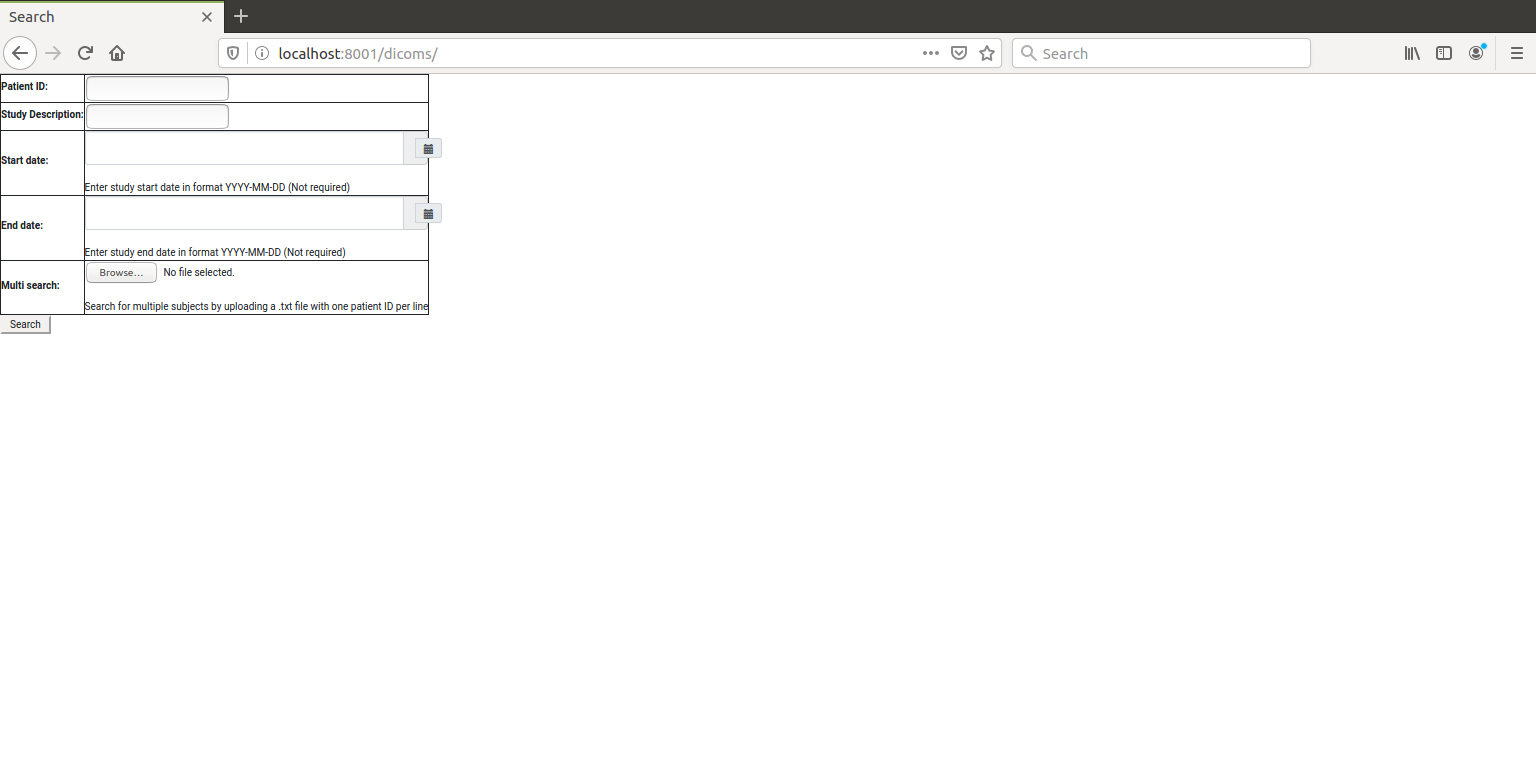 Search
localhost:8001/dicoms/
Search
Patient ID:
Study Description:
Start date:
Enter study start date in format YYYY-MM-DD (Not required)
End date:
Enter study end date in format YYYY-MM-DD (Not required)
Multi search:
Browse... No file selected.
Search for multiple subjects by uploading a .txt file with one patient ID per line
Search